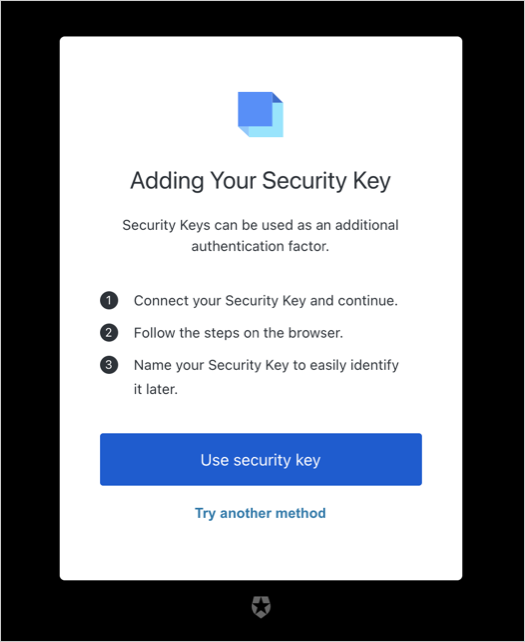 Adding Your Security Key
Security Keys can be used as an additional
authentication factor.
1 Connect your Security Key and continue.
2 Follow the steps on the browser.
3 Name your Security Key to easily identify
it later.
Use security key
Try another method